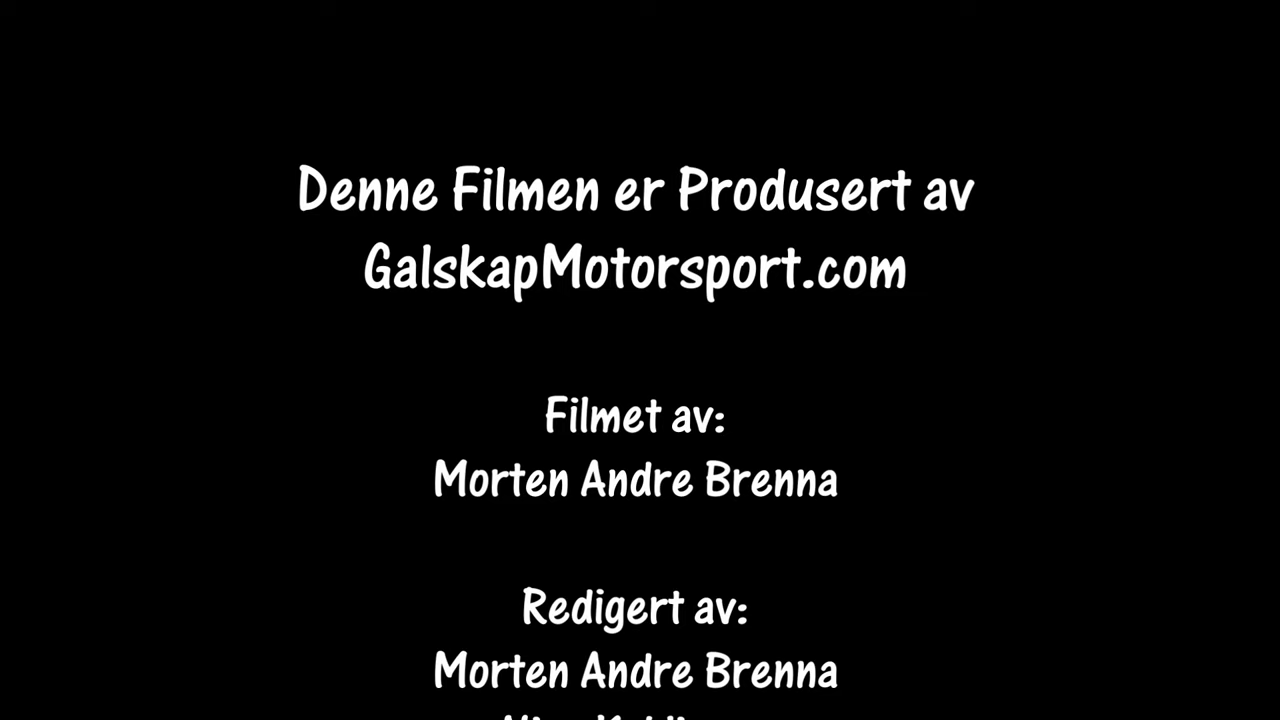 Denne Filmen er Produsert av
GalskapMotorsport.com
Filmet av:
Morten Andre Brenna
Redigert av:
Morten Andre Brenna